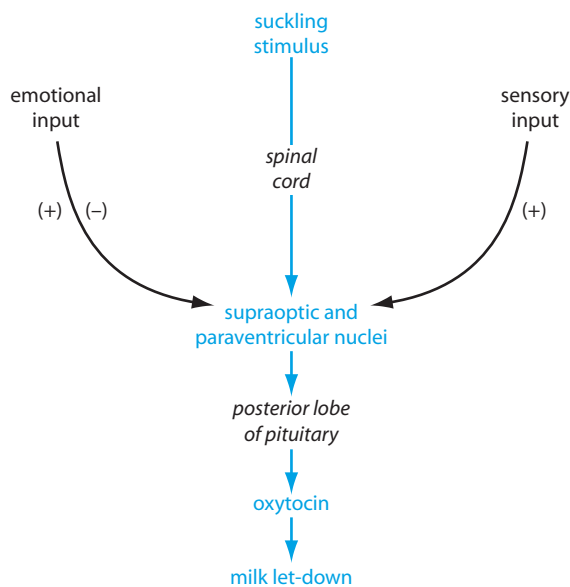 suckling
stimulus
emotional
input
sensory
input
spinal
cord
(+) (–)
(+)
supraoptic and
paraventricular nuclei
posterior lobe
of pituitary
oxytocin
milk let-down